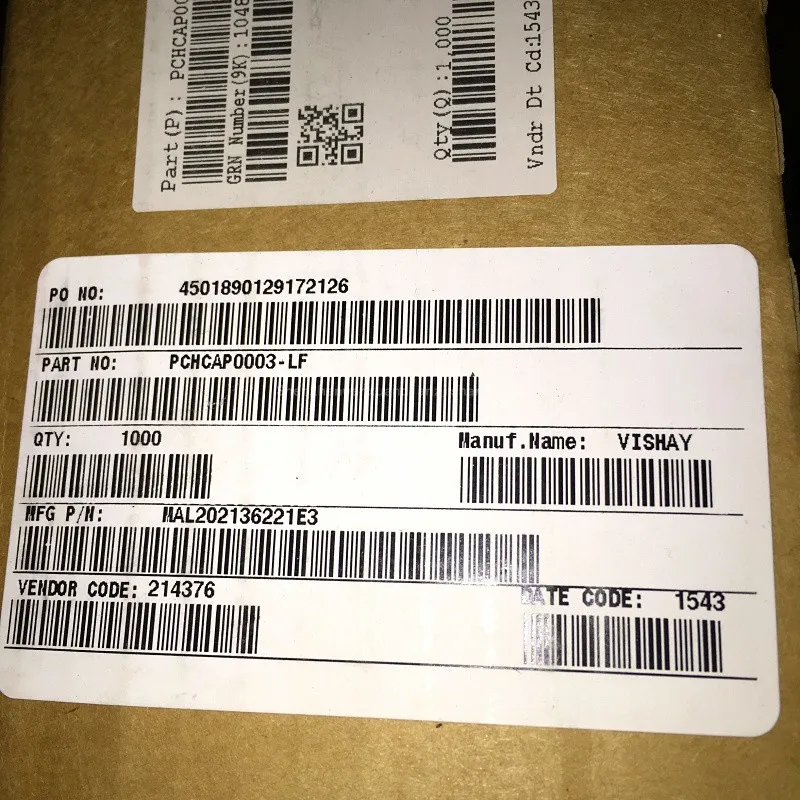 Part(P): PCHCAP00
GRN Number(9K):1048
Qty(Q):1,000
Vndr Dt Cd:1543
PO NO: 4501890129172126
PART NO: PCHCAP0003-LF
QTY: 1000 Manuf.Name: VISHAY
MFG P/N: MAL202136221E3
VENDOR CODE: 214376 DATE CODE: 1543